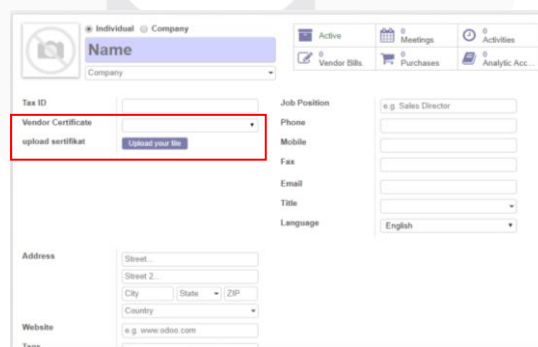 Individual Company
Name
Company
Active
0 Meetings
0 Activities
0 Vendor Bills
0 Purchases
0 Analytic Acc...
Tax ID
Vendor Certificate
upload sertifikat Upload your file
Job Position e.g. Sales Director
Phone
Mobile
Fax
Email
Title
Language English
Address Street...
Street 2...
City State ZIP
Country
Website e.g. www.odoo.com
Tags